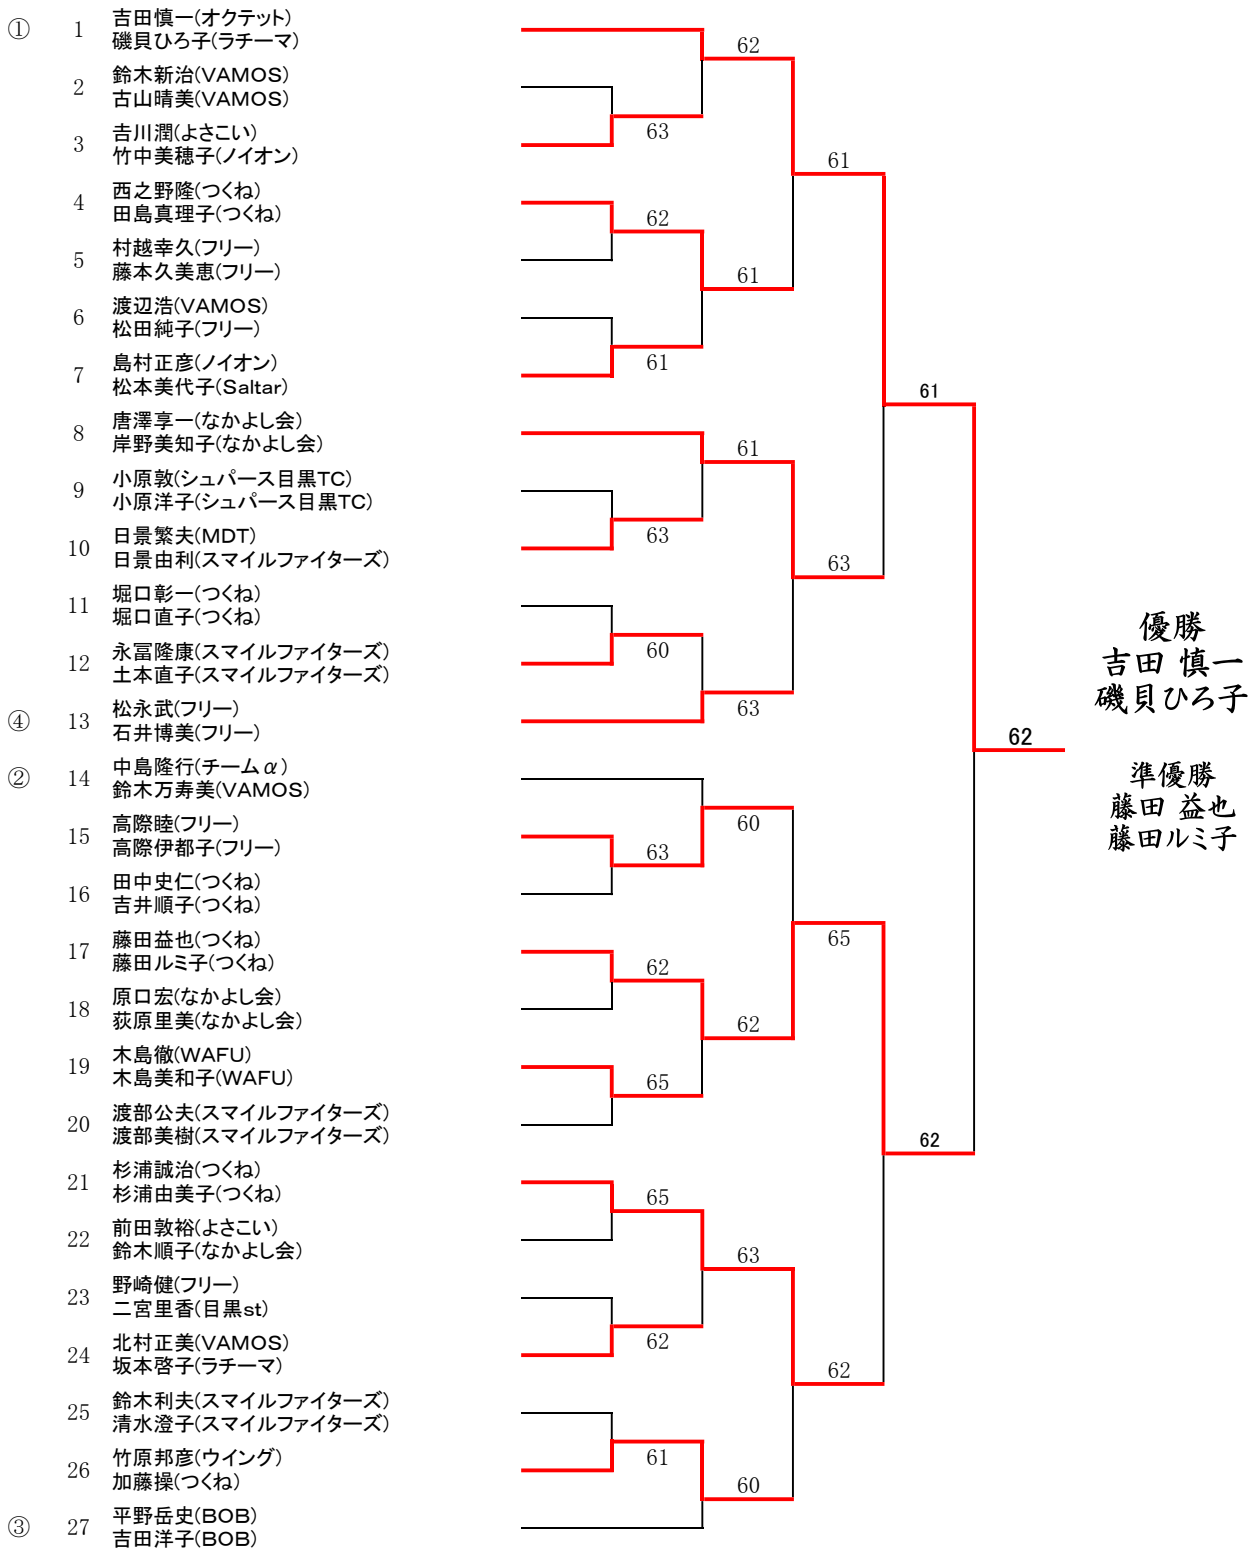 ① 1 吉田慎一(オクテット)
磯貝ひろ子(ラチーマ)
62
2 鈴木新治(VAMOS)
古山晴美(VAMOS)
63
3 吉川潤(よさこい)
竹中美穂子(ノイオン)
61
4 西之野隆(つくね)
田島真理子(つくね)
62
5 村越幸久(フリー)
藤本久美恵(フリー)
61
6 渡辺浩(VAMOS)
松田純子(フリー)
61
7 島村正彦(ノイオン)
松本美代子(Saltar)
61
8 唐澤享一(なかよし会)
岸野美知子(なかよし会)
61
9 小原敦(シュパース目黒TC)
小原洋子(シュパース目黒TC)
63
10 日景繁夫(MDT)
日景由利(スマイルファイターズ)
63
11 堀口彰一(つくね)
堀口直子(つくね)
60
12 永冨隆康(スマイルファイターズ)
土本直子(スマイルファイターズ)
④ 13 松永武(フリー)
石井博美(フリー)
63
62
優勝
吉田 慎一
磯貝ひろ子
準優勝
藤田 益也
藤田ルミ子
② 14 中島隆行(チームα)
鈴木万寿美(VAMOS)
60
15 高際睦(フリー)
高際伊都子(フリー)
63
16 田中史仁(つくね)
吉井順子(つくね)
65
17 藤田益也(つくね)
藤田ルミ子(つくね)
62
18 原口宏(なかよし会)
荻原里美(なかよし会)
62
19 木島徹(WAFU)
木島美和子(WAFU)
65
20 渡部公夫(スマイルファイターズ)
渡部美樹(スマイルファイターズ)
62
21 杉浦誠治(つくね)
杉浦由美子(つくね)
65
22 前田敦裕(よさこい)
鈴木順子(なかよし会)
63
23 野崎健(フリー)
二宮里香(目黒st)
62
24 北村正美(VAMOS)
坂本啓子(ラチーマ)
62
25 鈴木利夫(スマイルファイターズ)
清水澄子(スマイルファイターズ)
61
26 竹原邦彦(ウイング)
加藤操(つくね)
60
③ 27 平野岳史(BOB)
吉田洋子(BOB)